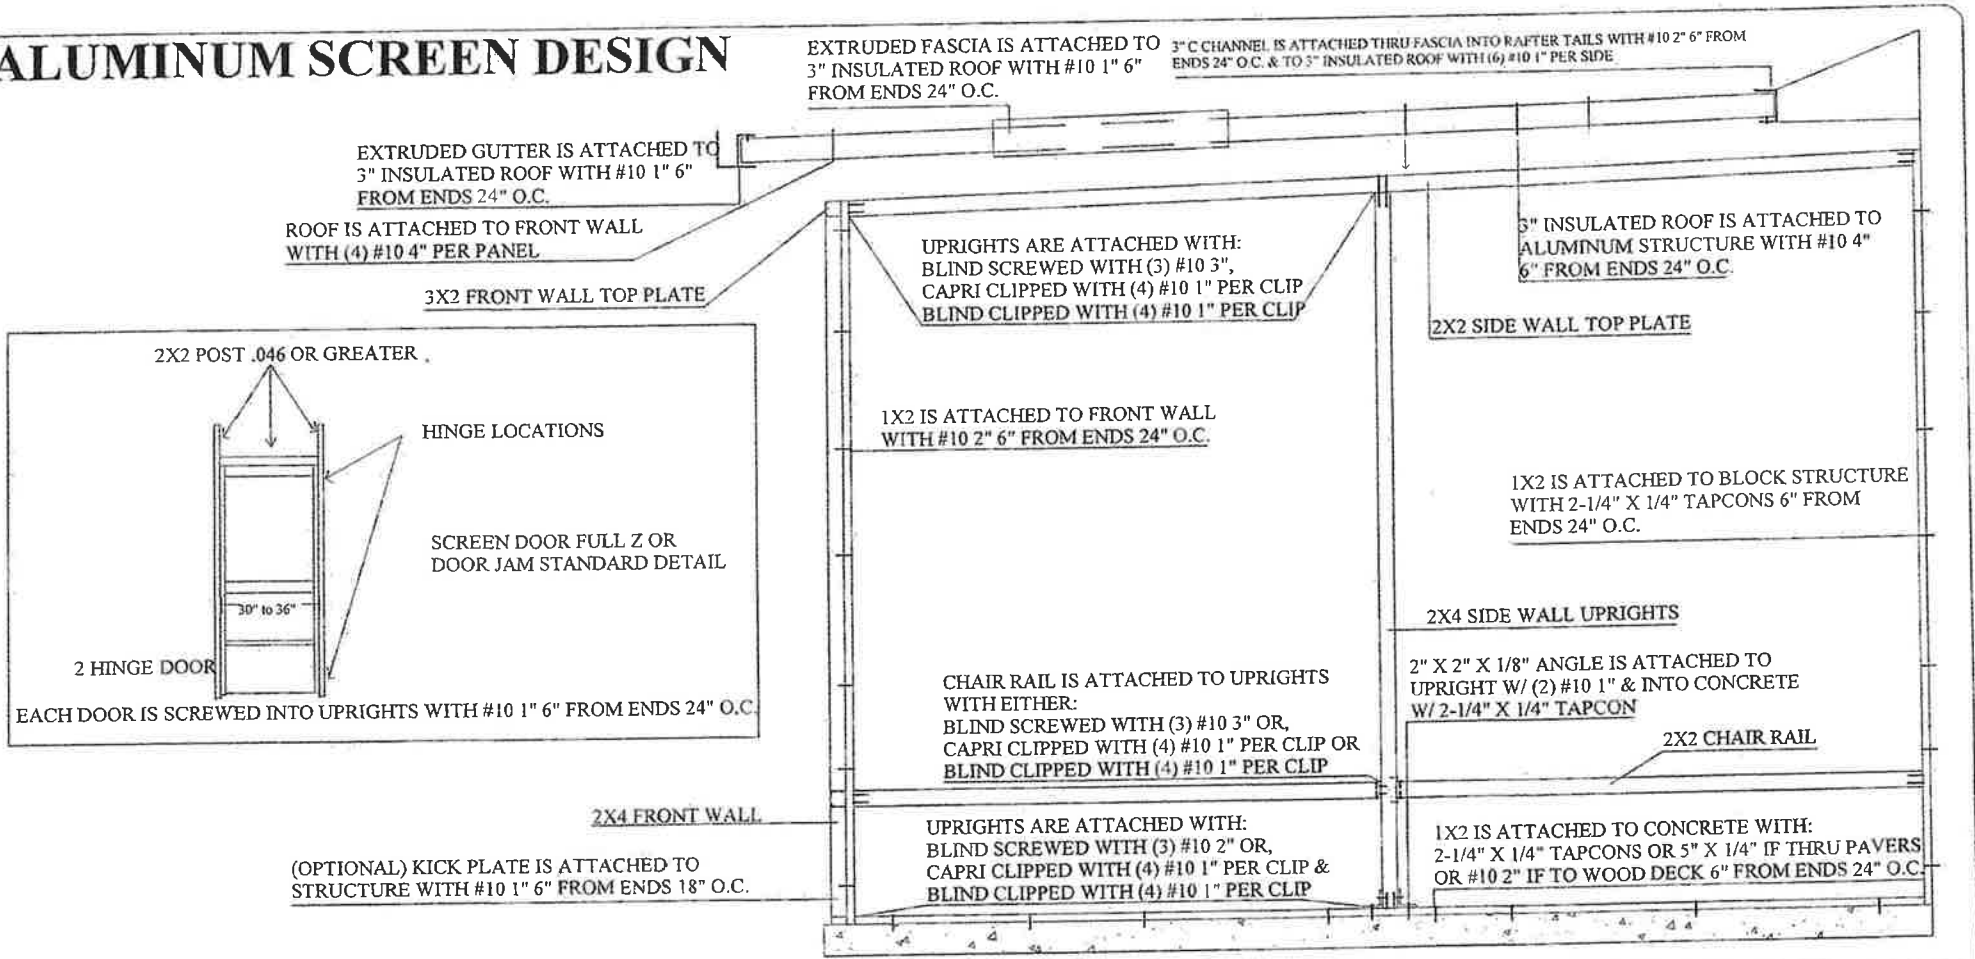 ALUMINUM SCREEN DESIGN
EXTRUDED FASCIA IS ATTACHED TO
3" INSULATED ROOF WITH #10 1" 6"
FROM ENDS 24" O.C.
3" C CHANNEL IS ATTACHED THRU FASCIA INTO RAFTER TAILS WITH #10 2" 6" FROM
ENDS 24" O.C. & TO 3" INSULATED ROOF WITH (6) #10 1" PER SIDE
EXTRUDED GUTTER IS ATTACHED TO
3" INSULATED ROOF WITH #10 1" 6"
FROM ENDS 24" O.C.
ROOF IS ATTACHED TO FRONT WALL
WITH (4) #10 4" PER PANEL
3X2 FRONT WALL TOP PLATE
UPRIGHTS ARE ATTACHED WITH:
BLIND SCREWED WITH (3) #10 3",
CAPRI CLIPPED WITH (4) #10 1" PER CLIP
BLIND CLIPPED WITH (4) #10 1" PER CLIP
3" INSULATED ROOF IS ATTACHED TO
ALUMINUM STRUCTURE WITH #10 4"
6" FROM ENDS 24" O.C.
2X2 SIDE WALL TOP PLATE
2X2 POST .046 OR GREATER
HINGE LOCATIONS
SCREEN DOOR FULL Z OR
DOOR JAM STANDARD DETAIL
30" to 36"
2 HINGE DOOR
EACH DOOR IS SCREWED INTO UPRIGHTS WITH #10 1" 6" FROM ENDS 24" O.C.
1X2 IS ATTACHED TO FRONT WALL
WITH #10 2" 6" FROM ENDS 24" O.C.
1X2 IS ATTACHED TO BLOCK STRUCTURE
WITH 2-1/4" X 1/4" TAPCONS 6" FROM
ENDS 24" O.C.
2X4 SIDE WALL UPRIGHTS
2" X 2" X 1/8" ANGLE IS ATTACHED TO
UPRIGHT W/ (2) #10 1" & INTO CONCRETE
W/ 2-1/4" X 1/4" TAPCON
CHAIR RAIL IS ATTACHED TO UPRIGHTS
WITH EITHER:
BLIND SCREWED WITH (3) #10 3" OR,
CAPRI CLIPPED WITH (4) #10 1" PER CLIP OR
BLIND CLIPPED WITH (4) #10 1" PER CLIP
2X2 CHAIR RAIL
2X4 FRONT WALL
(OPTIONAL) KICK PLATE IS ATTACHED TO
STRUCTURE WITH #10 1" 6" FROM ENDS 18" O.C.
UPRIGHTS ARE ATTACHED WITH:
BLIND SCREWED WITH (3) #10 2" OR,
CAPRI CLIPPED WITH (4) #10 1" PER CLIP &
BLIND CLIPPED WITH (4) #10 1" PER CLIP
1X2 IS ATTACHED TO CONCRETE WITH:
2-1/4" X 1/4" TAPCONS OR 5" X 1/4" IF THRU PAVERS
OR #10 2" IF TO WOOD DECK 6" FROM ENDS 24" O.C.